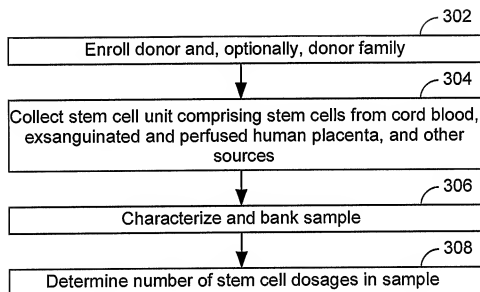 302
Enroll donor and, optionally, donor family
304
Collect stem cell unit comprising stem cells from cord blood,
exsanguinated and perfused human placenta, and other
sources
306
Characterize and bank sample
308
Determine number of stem cell dosages in sample